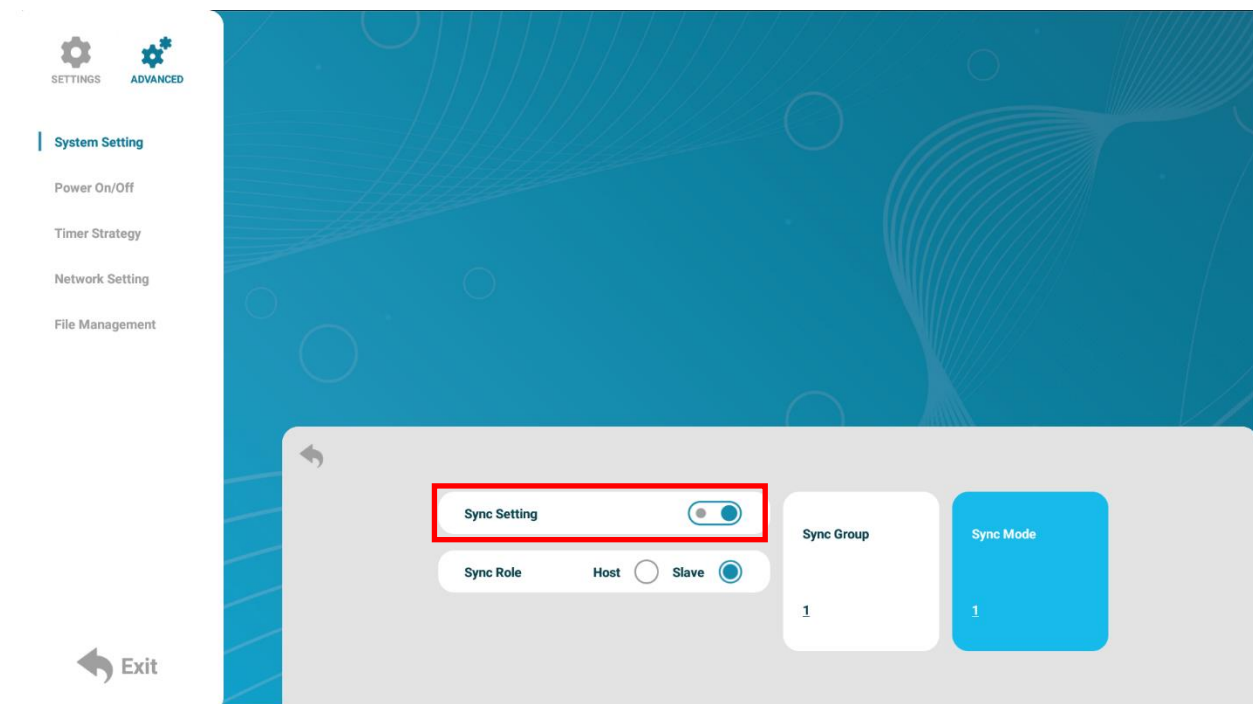 SETTINGS ADVANCED
System Setting
Power On/Off
Timer Strategy
Network Setting
File Management
Exit
Sync Setting
Sync Role Host Slave
Sync Group
1
Sync Mode
1